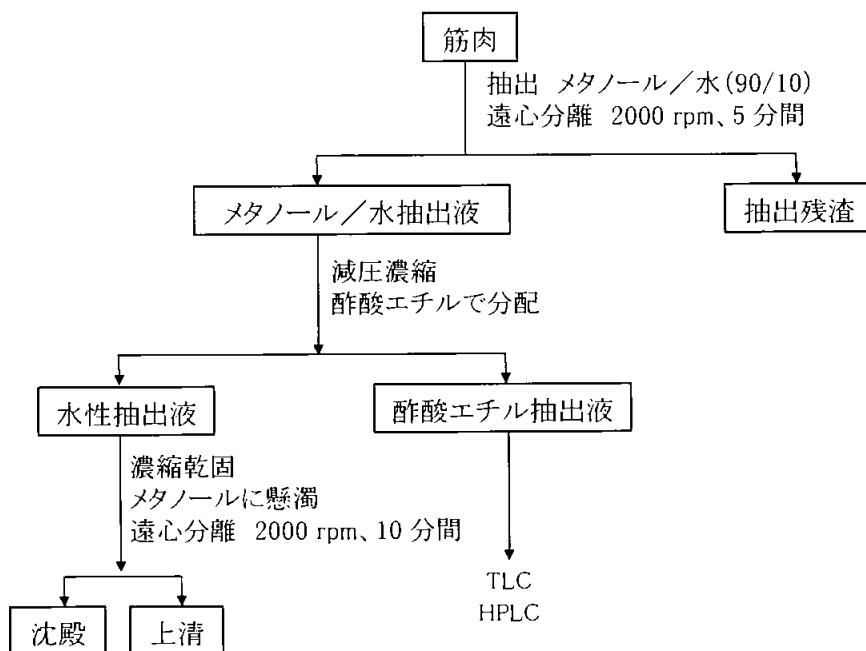 筋肉
抽出 メタノール／水(90/10)
遠心分離 2000 rpm、5 分間
メタノール／水抽出液
抽出残渣
減圧濃縮
酢酸エチルで分配
水性抽出液
酢酸エチル抽出液
濃縮乾固
メタノールに懸濁
遠心分離 2000 rpm、10 分間
TLC
HPLC
沈殿
上清